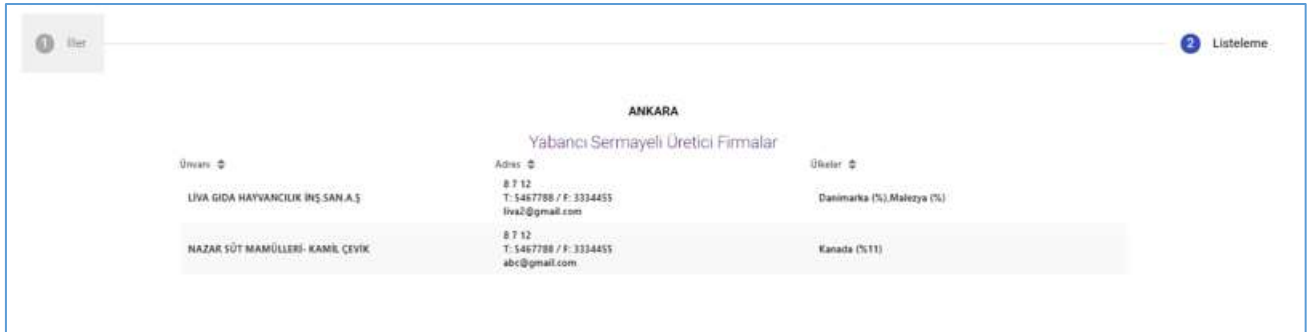 1 İller
2 Listeleme
ANKARA
Yabancı Sermayeli Üretici Firmalar
Ünvanı Adres Ülkeler
LİVA GIDA HAYVANCILIK İNŞ.SAN.A.Ş
8 7 12
T: 5467788 / F: 3334455
liva2@gmail.com
Danimarka (%),Malezya (%)
NAZAR SÜT MAMÜLLERİ- KAMİL ÇEVİK
8 7 12
T: 5467788 / F: 3334455
abc@gmail.com
Kanada (%11)